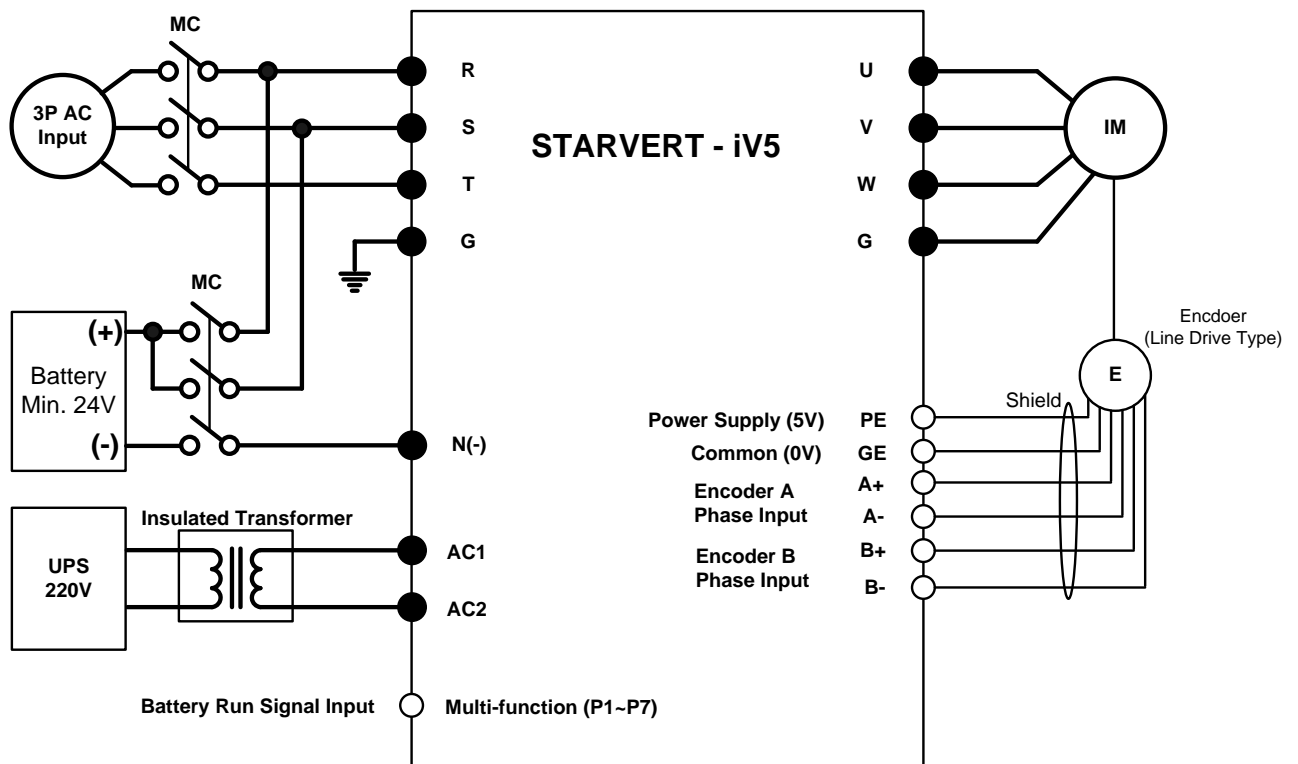 MC
3P AC
Input
R
S
T
G
STARVERT - iV5
U
V
W
G
IM
MC
(+)
Battery
Min. 24V
(-)
N(-)
Encdoer
(Line Drive Type)
E
Shield
Power Supply (5V) PE
Common (0V) GE
Encoder A
Phase Input
A+
A-
Encoder B
Phase Input
B+
B-
UPS
220V
Insulated Transformer
AC1
AC2
Battery Run Signal Input
Multi-function (P1~P7)